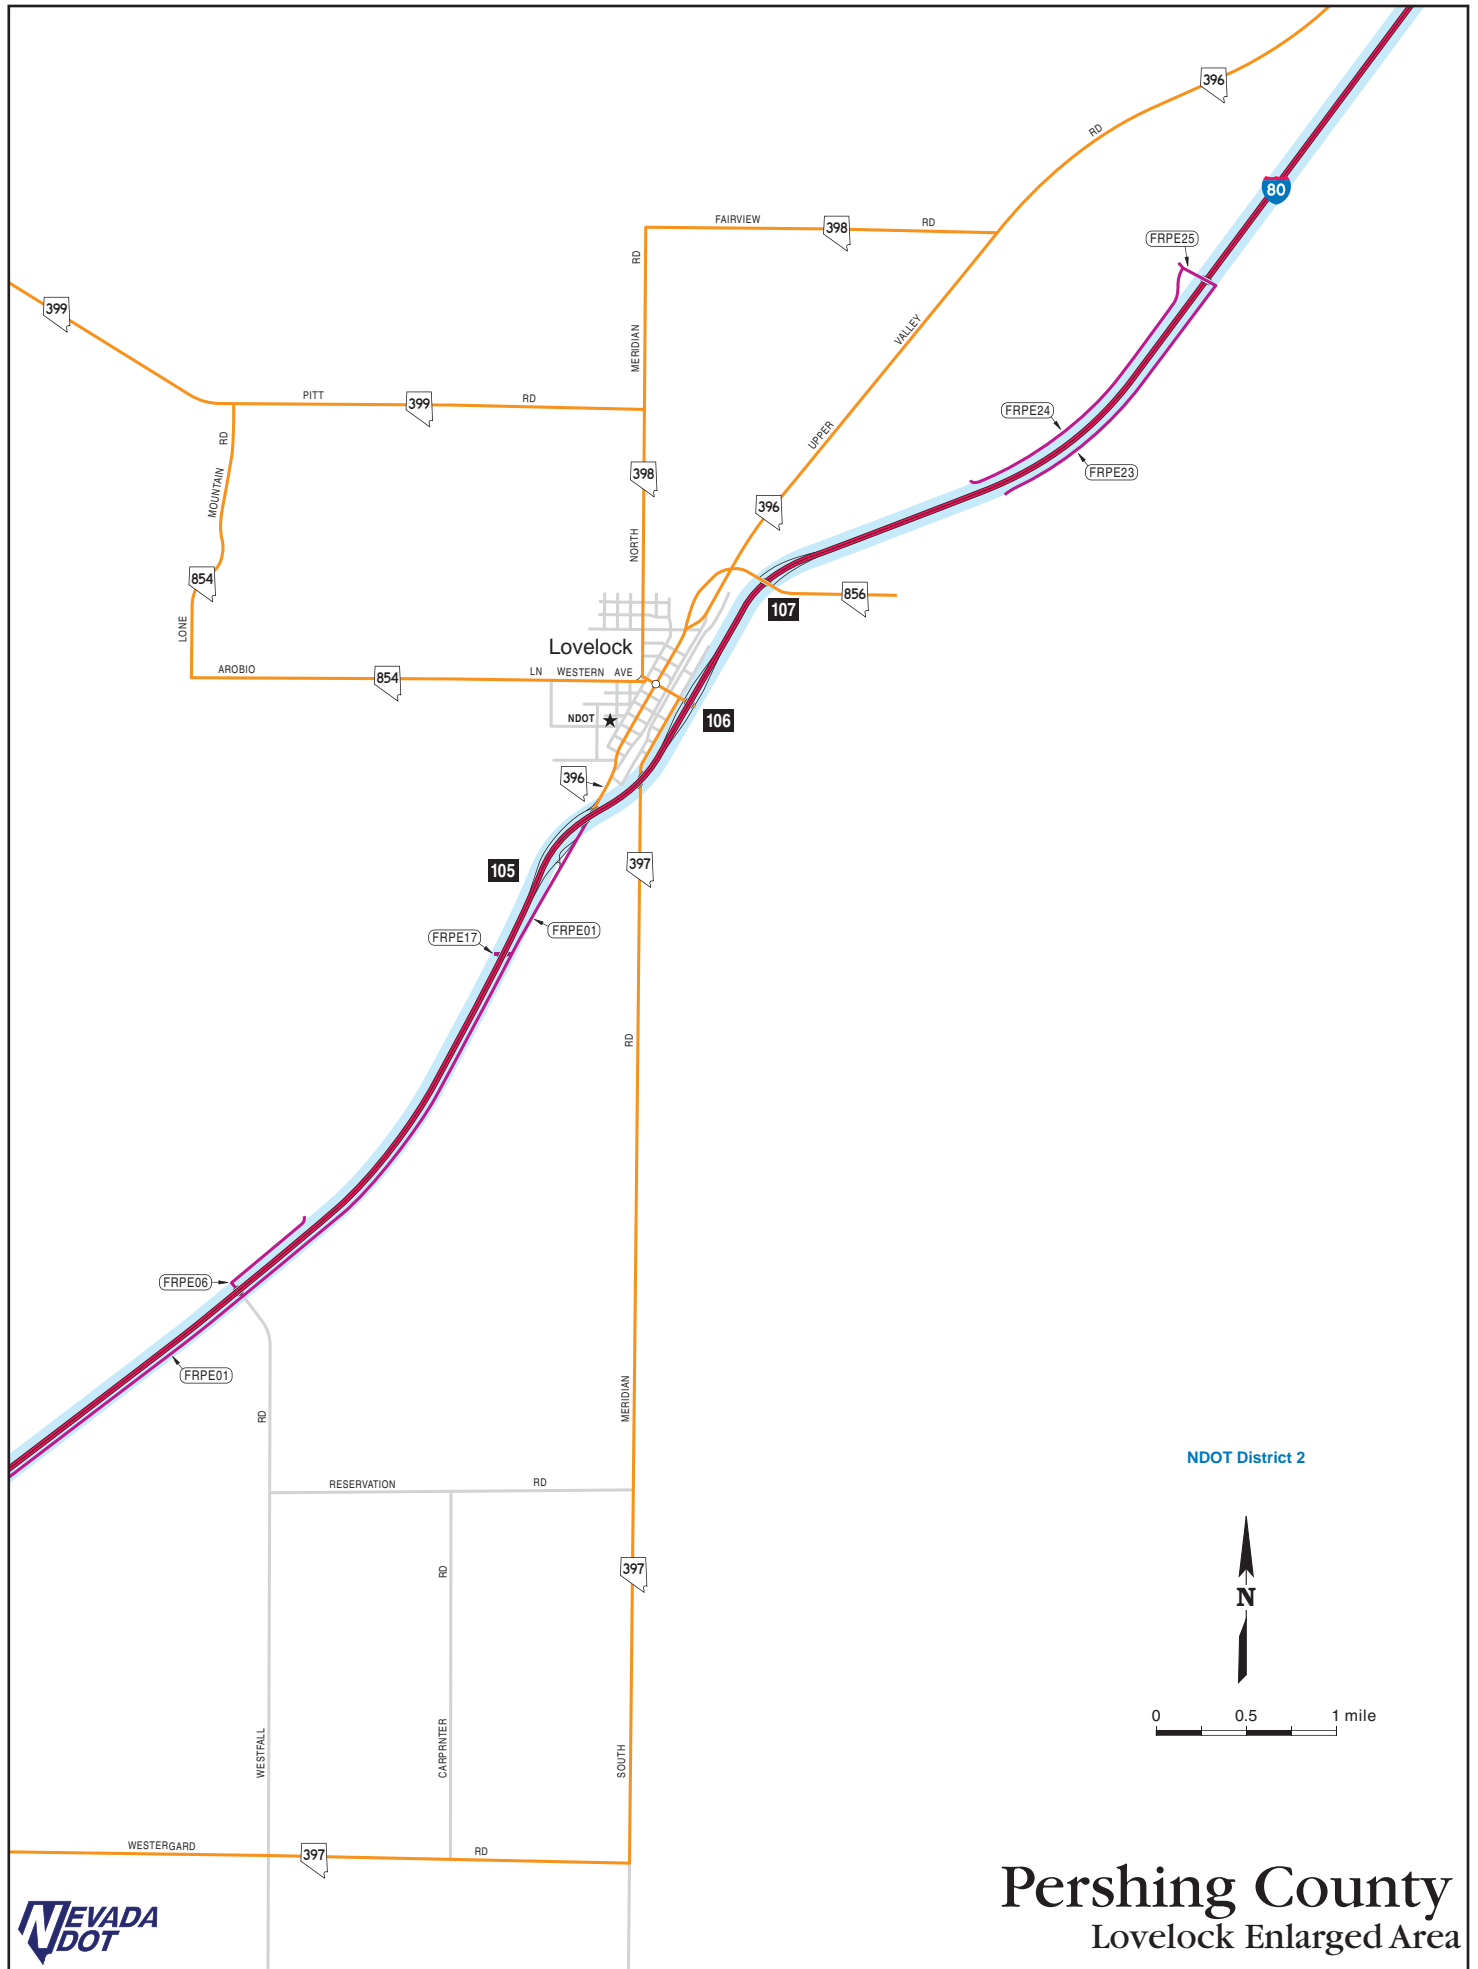 396
RD
80
FAIRVIEW
398
RD
FRPE25
RD
399
MERIDIAN
VALLEY
PITT
399
RD
FRPE24
RD
UPPER
FRPE23
398
MOUNTAIN
396
NORTH
854
856
107
LONE
Lovelock
AROBIO
854
LN
WESTERN
AVE
NDOT
106
396
105
397
FRPE17
FRPE01
RD
FRPE06
FRPE01
MERIDIAN
RD
NDOT District 2
RESERVATION
RD
RD
397
N
0 0.5 1 mile
WESTFALL
CARPRNTER
SOUTH
WESTERGARD
397
RD
Pershing County
Lovelock Enlarged Area
NEVADA
DOT